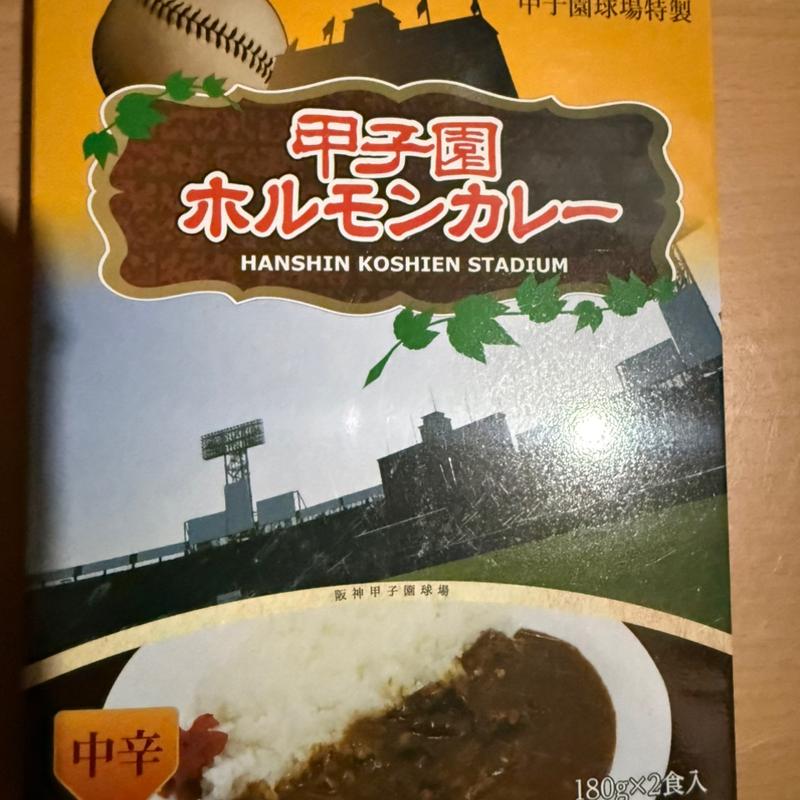 甲子園球場特製
甲子園
ホルモンカレー
HANSHIN KOSHIEN STADIUM
阪神甲子園球場
中辛
180g×2食入